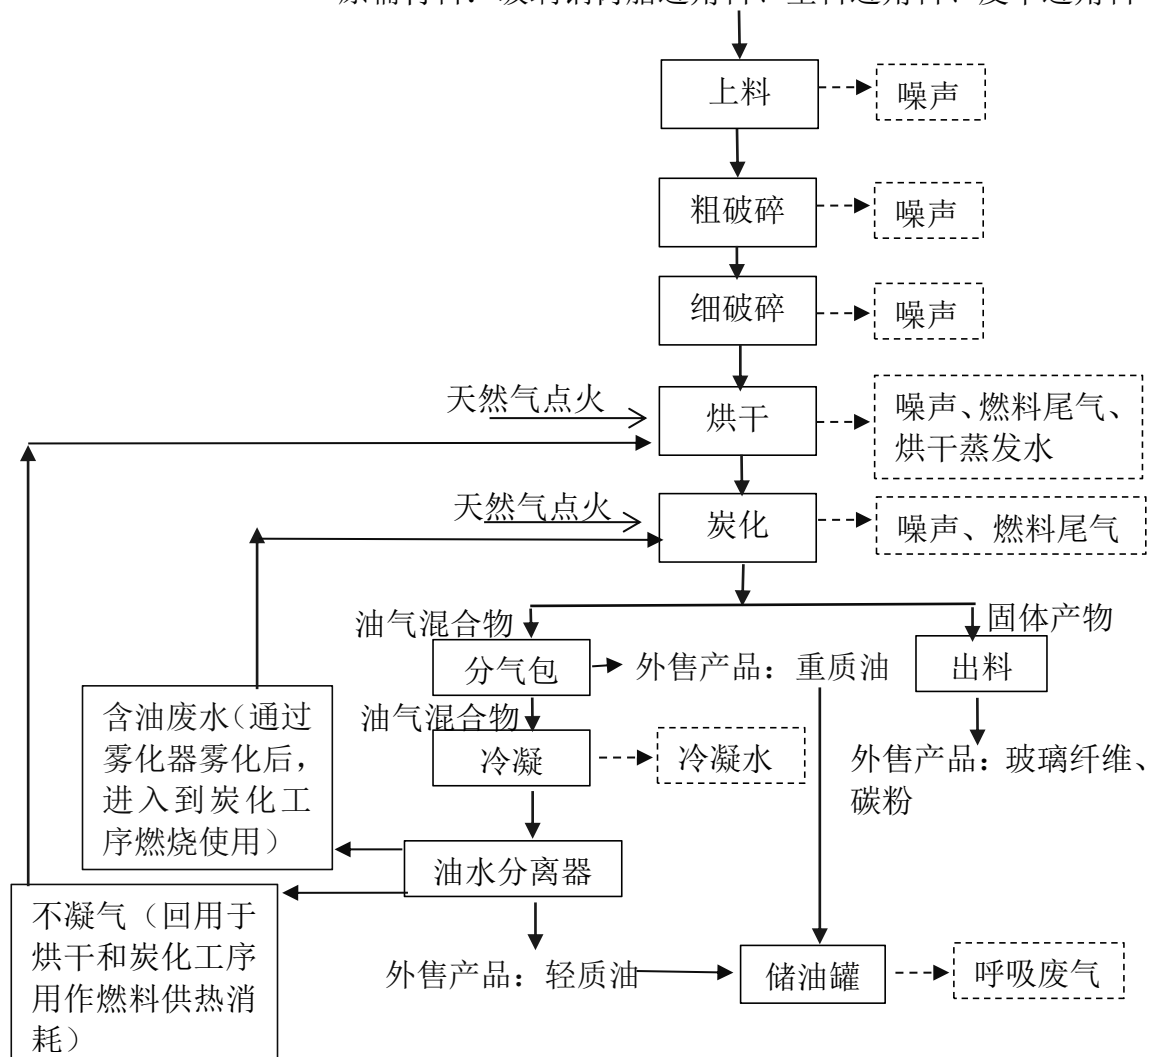 上料
噪声
粗破碎
噪声
细破碎
噪声
天然气点火
烘干
噪声、燃料尾气、
烘干蒸发水
天然气点火
炭化
噪声、燃料尾气
油气混合物
固体产物
分气包
外售产品：重质油
出料
油气混合物
冷凝
冷凝水
外售产品：玻璃纤维、
碳粉
含油废水（通过
雾化器雾化后，
进入到炭化工
序燃烧使用）
油水分离器
不凝气（回用于
烘干和炭化工序
用作燃料供热消
耗）
外售产品：轻质油
储油罐
呼吸废气